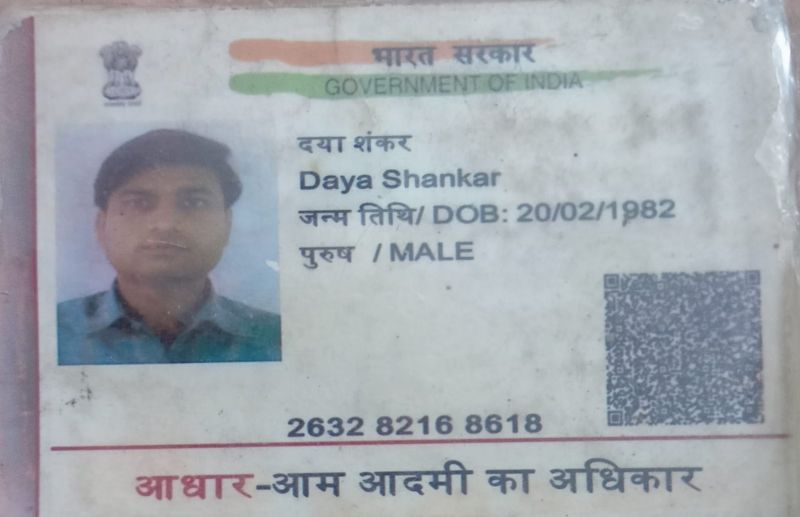 भारत सरकार
GOVERNMENT OF INDIA
दया शंकर
Daya Shankar
जन्म तिथि/ DOB: 20/02/1982
पुरुष / MALE
2632 8216 8618
आधार-आम आदमी का अधिकार